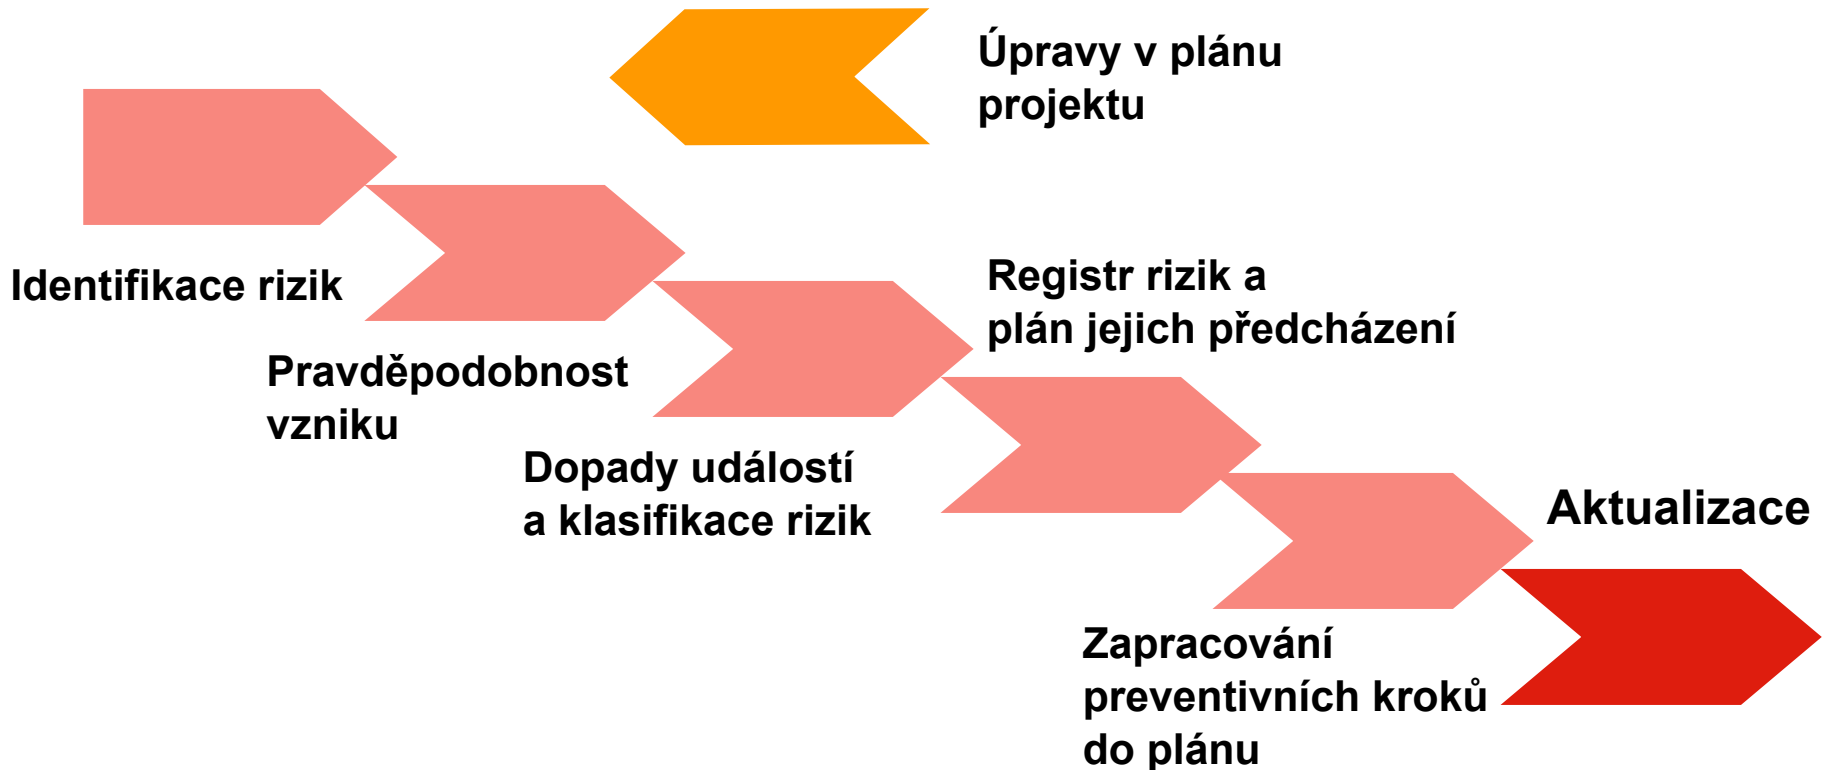 Úpravy v plánu
projektu
Identifikace rizik
Registr rizik a
plán jejich předcházení
Pravděpodobnost
vzniku
Dopady událostí
a klasifikace rizik
Aktualizace
Zapracování
preventivních kroků
do plánu